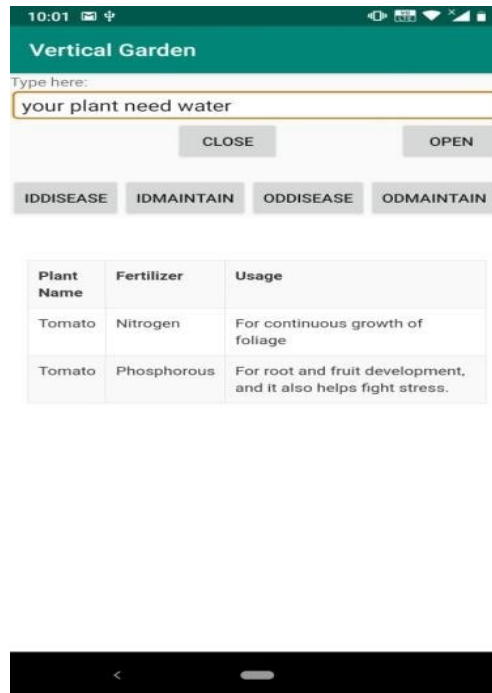 10:01
Vertical Garden
Type here:
your plant need water
CLOSE OPEN
IDDISEASE IDMAINTAIN ODDISEASE ODMAINTAIN
Plant Name Fertilizer Usage
Tomato Nitrogen For continuous growth of
foliage
Tomato Phosphorous For root and fruit development,
and it also helps fight stress.